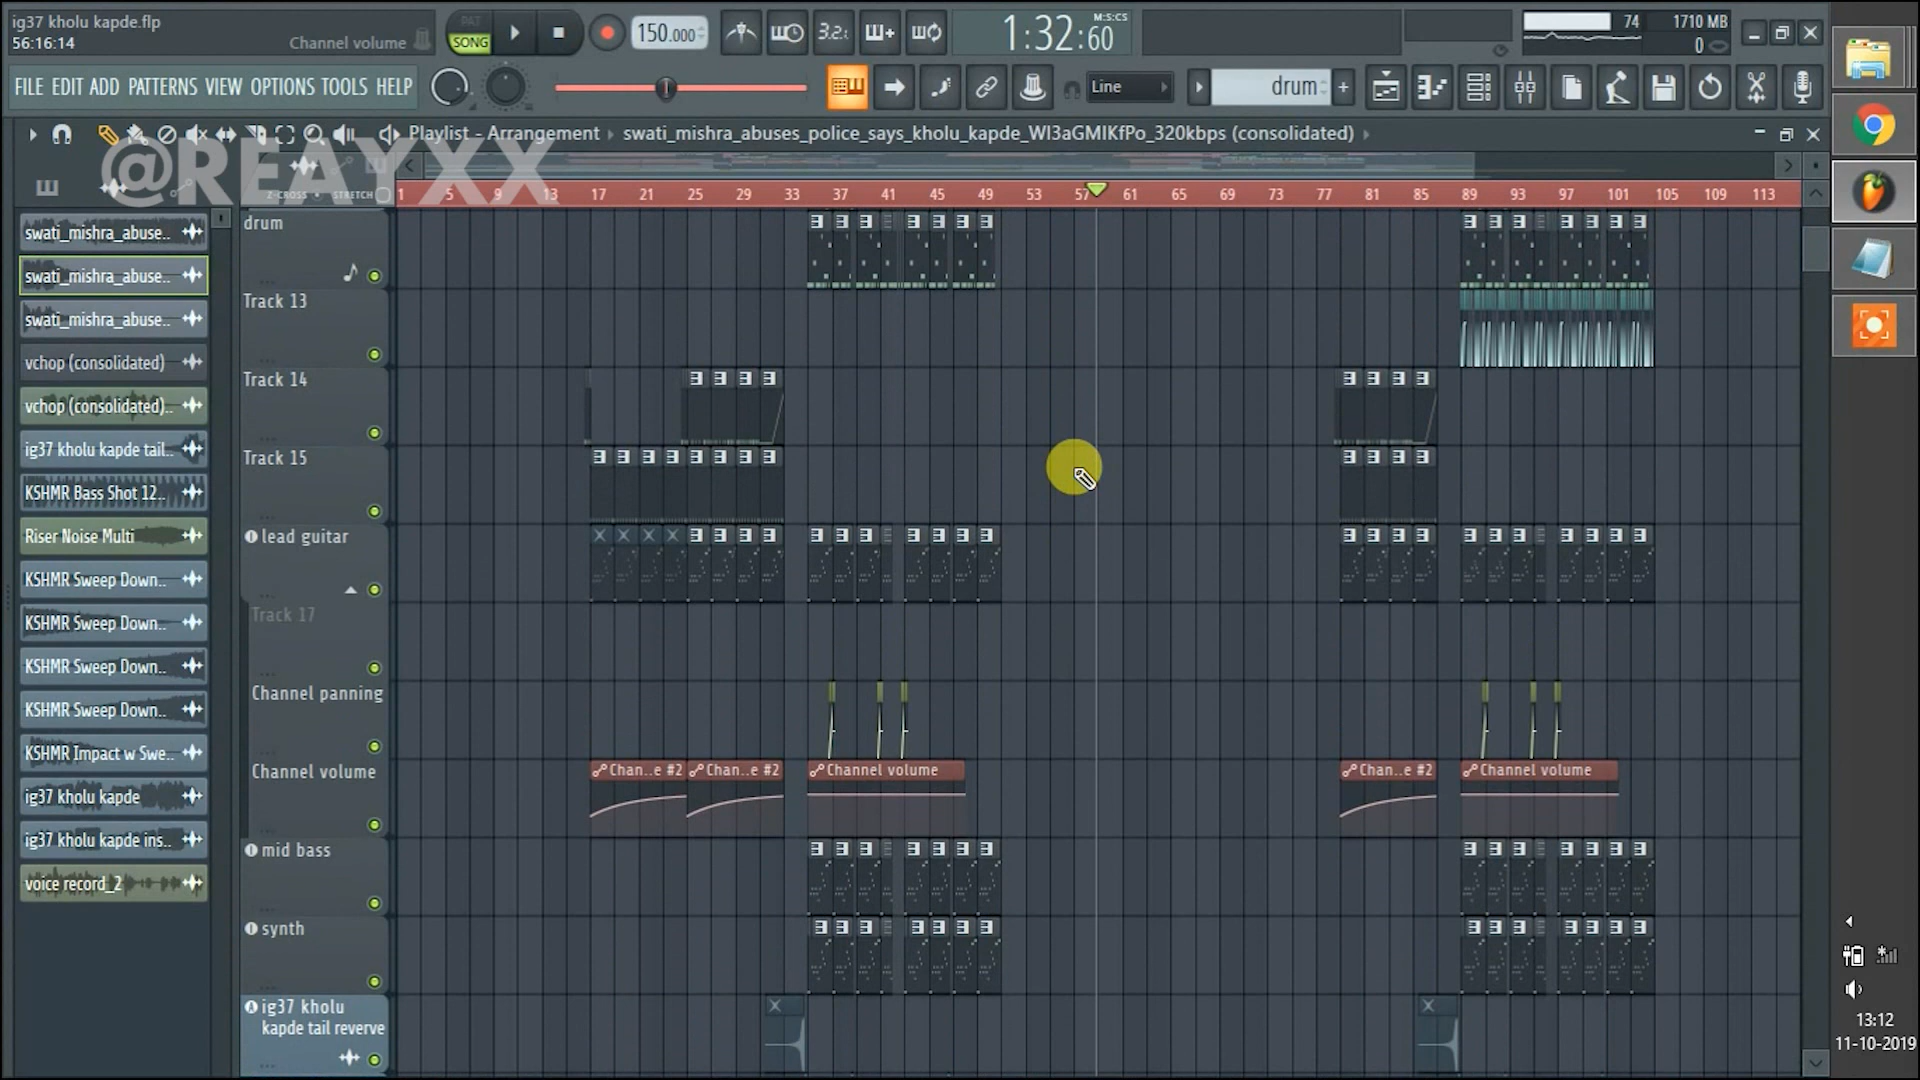 ig37 kholu kapde.flp
56:16:14
Channel volume
PAT
SONG
150.000
3.2.
M:S:CS
1:32:60
74
1710 MB
0
FILE EDIT ADD PATTERNS VIEW OPTIONS TOOLS HELP
Line
drum
Playlist - Arrangement
swati_mishra_abuses_police_says_kholu_kapde_WI3aGMIKfPo_320kbps (consolidated)
@REAYXX
Z-CROSS
STRETCH
1 5 9 13 17 21 25 29 33 37 41 45 49 53 57 61 65 69 73 77 81 85 89 93 97 101 105 109 113
swati_mishra_abuse..
swati_mishra_abuse..
swati_mishra_abuse..
vchop (consolidated)
vchop (consolidated)..
ig37 kholu kapde tail..
KSHMR Bass Shot 12..
Riser Noise Multi
KSHMR Sweep Down..
KSHMR Sweep Down..
KSHMR Sweep Down..
KSHMR Sweep Down..
KSHMR Impact w Swe..
ig37 kholu kapde
ig37 kholu kapde ins..
voice record_2
drum
Track 13
Track 14
Track 15
lead guitar
Track 17
Channel panning
Channel volume
Chan..e #2
Chan..e #2
Channel volume
Chan..e #2
Channel volume
mid bass
synth
ig37 kholu
kapde tail reverve
13:12
11-10-2019